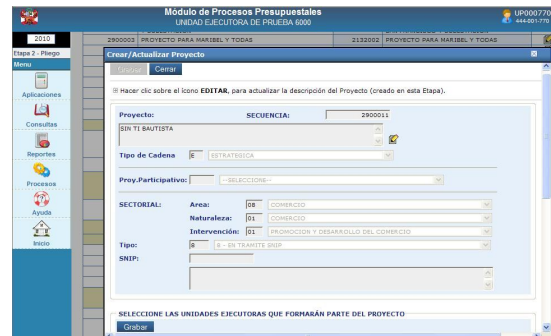 Módulo de Procesos Presupuestales
UNIDAD EJECUTORA DE PRUEBA 6000
UP000770
444-001-770
2010
2900003 PROYECTO PARA MARIBEL Y TODAS
2132002 PROYECTO PARA MARIBEL Y TODAS
Etapa 2 - Pliego
Menu
Crear/Actualizar Proyecto
Cerrar
Hacer clic sobre el ícono EDITAR, para actualizar la descripción del Proyecto (creado en esta Etapa).
Aplicaciones
Consultas
Reportes
Procesos
Ayuda
Inicio
Proyecto:
SECUENCIA: 2900011
SIN TI BAUTISTA
Tipo de Cadena E ESTRATEGICA
Proy.Participativo: --SELECCIONE--
SECTORIAL: Area: 08 COMERCIO
Naturaleza: 01 COMERCIO
Intervención: 01 PROMOCION Y DESARROLLO DEL COMERCIO
Tipo: 8 8 - EN TRAMITE SNIP
SNIP:
SELECCIONE LAS UNIDADES EJECUTORAS QUE FORMARÁN PARTE DEL PROYECTO
Grabar